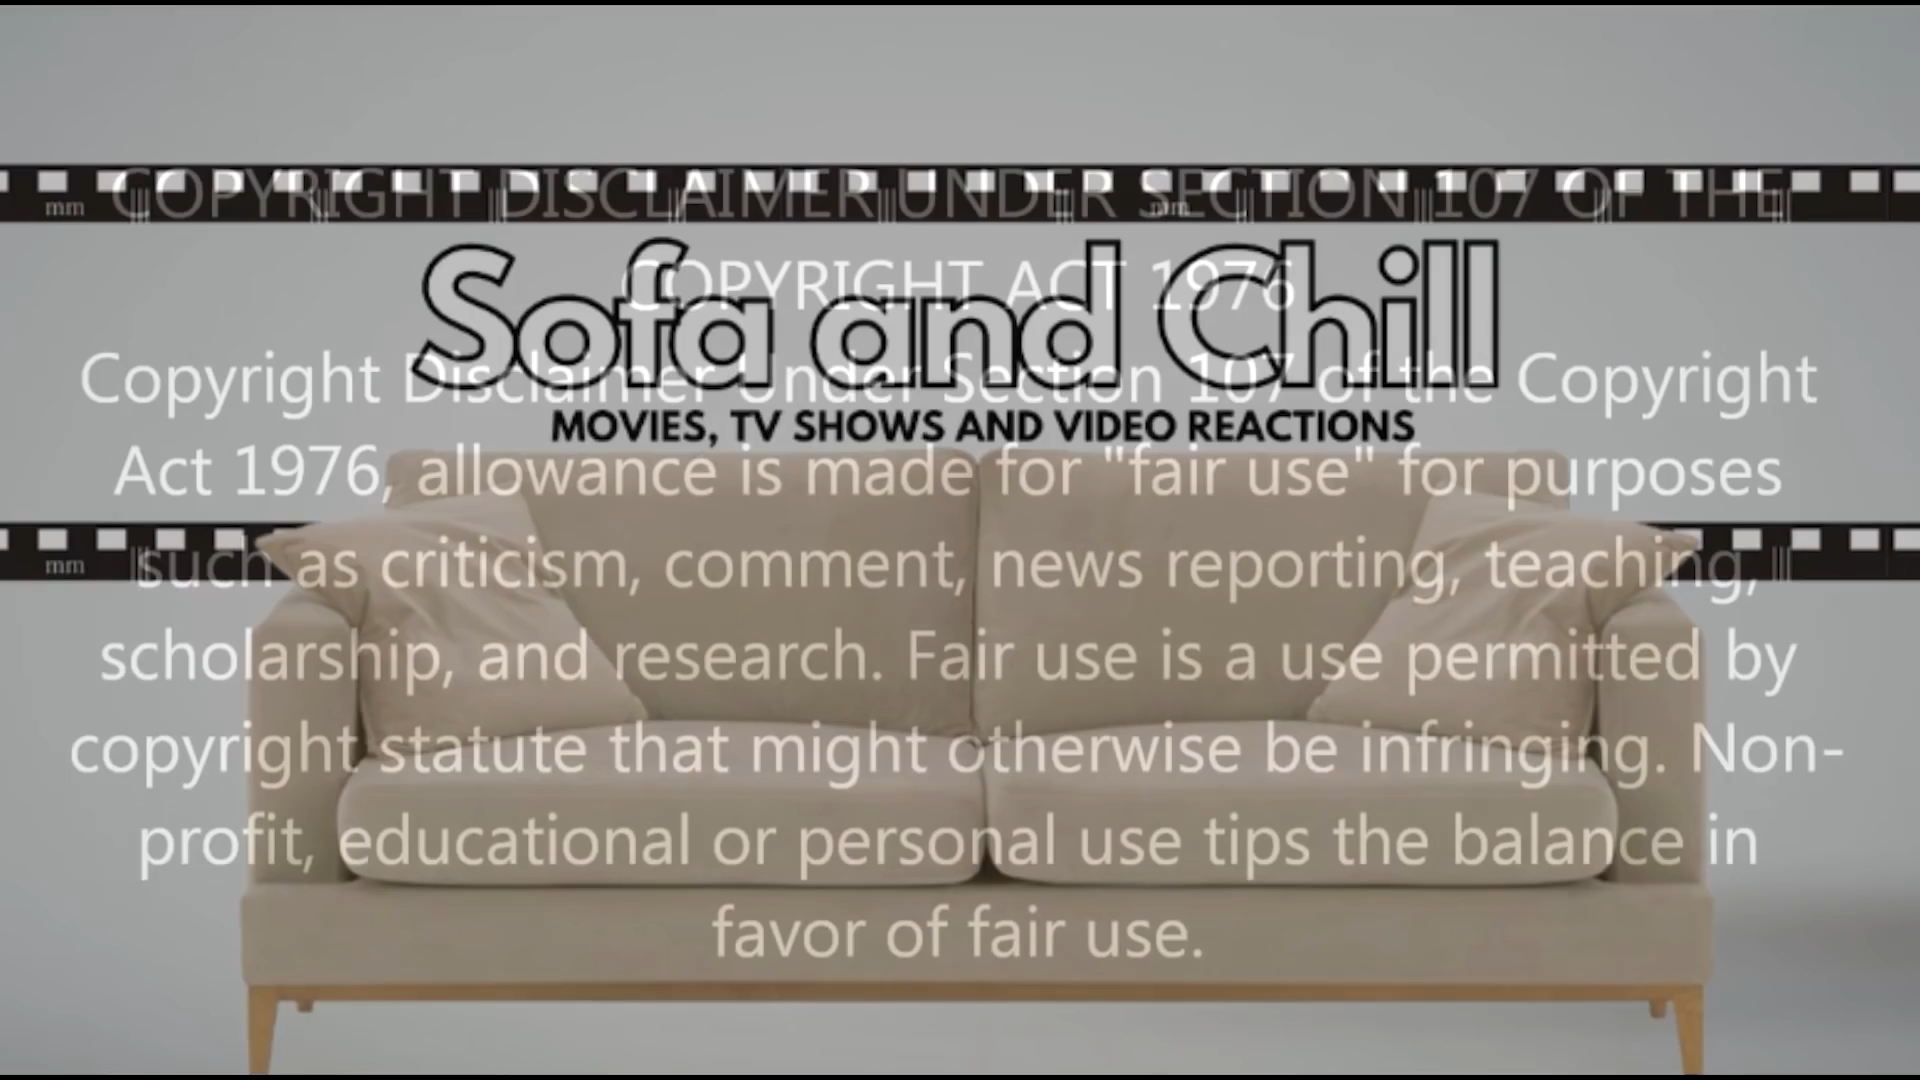 mm
mm
COPYRIGHT DISCLAIMER UNDER SECTION 107 OF THE
COPYRIGHT ACT 1976
Sofa and Chill
Copyright Disclaimer Under Section 107 of the Copyright
MOVIES, TV SHOWS AND VIDEO REACTIONS
Act 1976, allowance is made for "fair use" for purposes
mm
such as criticism, comment, news reporting, teaching,
scholarship, and research. Fair use is a use permitted by
copyright statute that might otherwise be infringing. Non-
profit, educational or personal use tips the balance in
favor of fair use.